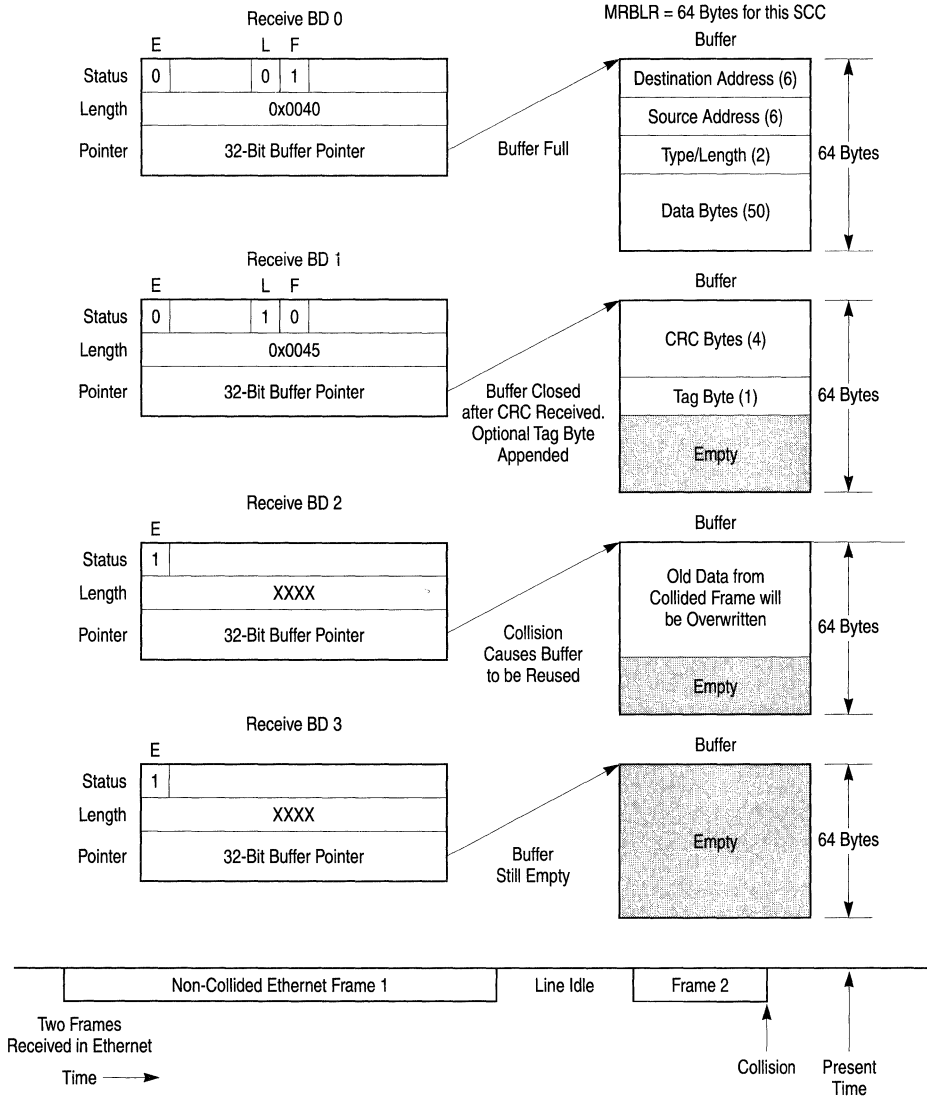 MRBLR = 64 Bytes for this SCC
Receive BD 0
Buffer
E L F
Status 0 0 1
Destination Address (6)
Length 0x0040
Source Address (6)
Pointer 32-Bit Buffer Pointer
Buffer Full
Type/Length (2)
64 Bytes
Data Bytes (50)
Receive BD 1
Buffer
E L F
Status 0 1 0
CRC Bytes (4)
Length 0x0045
Pointer 32-Bit Buffer Pointer
Buffer Closed
after CRC Received.
Optional Tag Byte
Appended
Tag Byte (1)
64 Bytes
Empty
Receive BD 2
Buffer
E
Status 1
Length XXXX
Pointer 32-Bit Buffer Pointer
Old Data from
Collided Frame will
be Overwritten
64 Bytes
Collision
Causes Buffer
to be Reused
Empty
Receive BD 3
Buffer
E
Status 1
Length XXXX
Pointer 32-Bit Buffer Pointer
Buffer
Still Empty
Empty
64 Bytes
Non-Collided Ethernet Frame 1
Line Idle
Frame 2
Two Frames
Received in Ethernet
Time
Collision
Present
Time